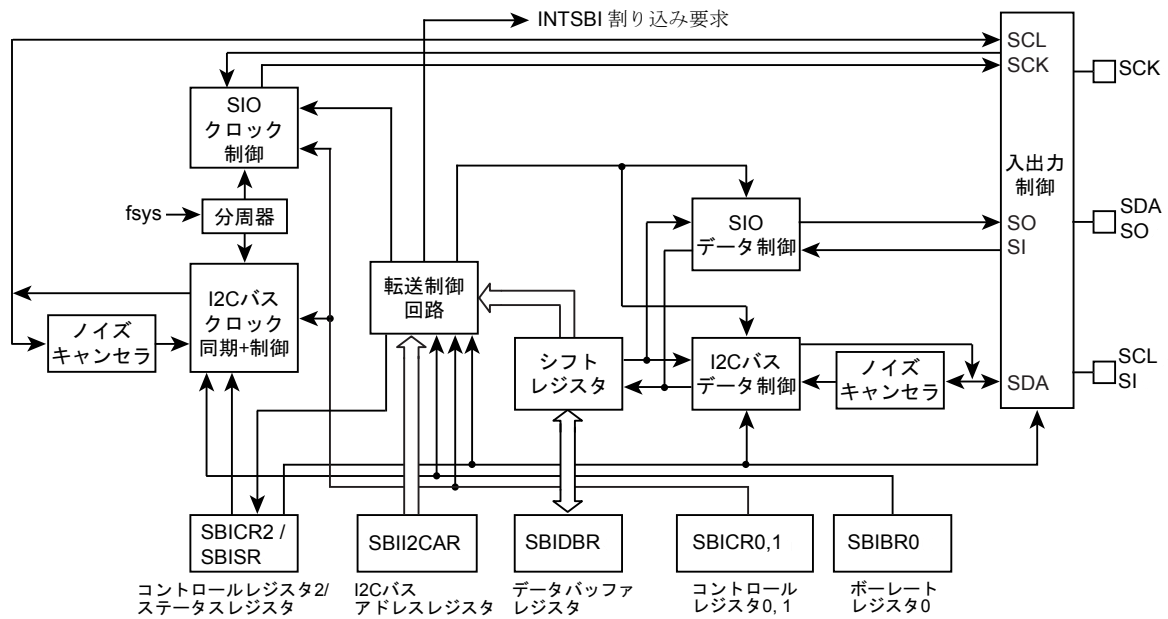 INTSBI 割り込み要求
SCL
SCK
SCK
SIO
クロック
制御
入出力
制御
fsys
分周器
SIO
データ制御
SO
SI
SDA
SO
I2Cバス
クロック
同期+制御
転送制御
回路
ノイズ
キャンセラ
シフト
レジスタ
I2Cバス
データ制御
ノイズ
キャンセラ
SDA
SCL
SI
SBICR2 /
SBISR
SBII2CAR
SBIDBR
SBICR0,1
SBIBR0
コントロールレジスタ2/
ステータスレジスタ
I2Cバス
アドレスレジスタ
データバッファ
レジスタ
コントロール
レジスタ0, 1
ボーレート
レジスタ0